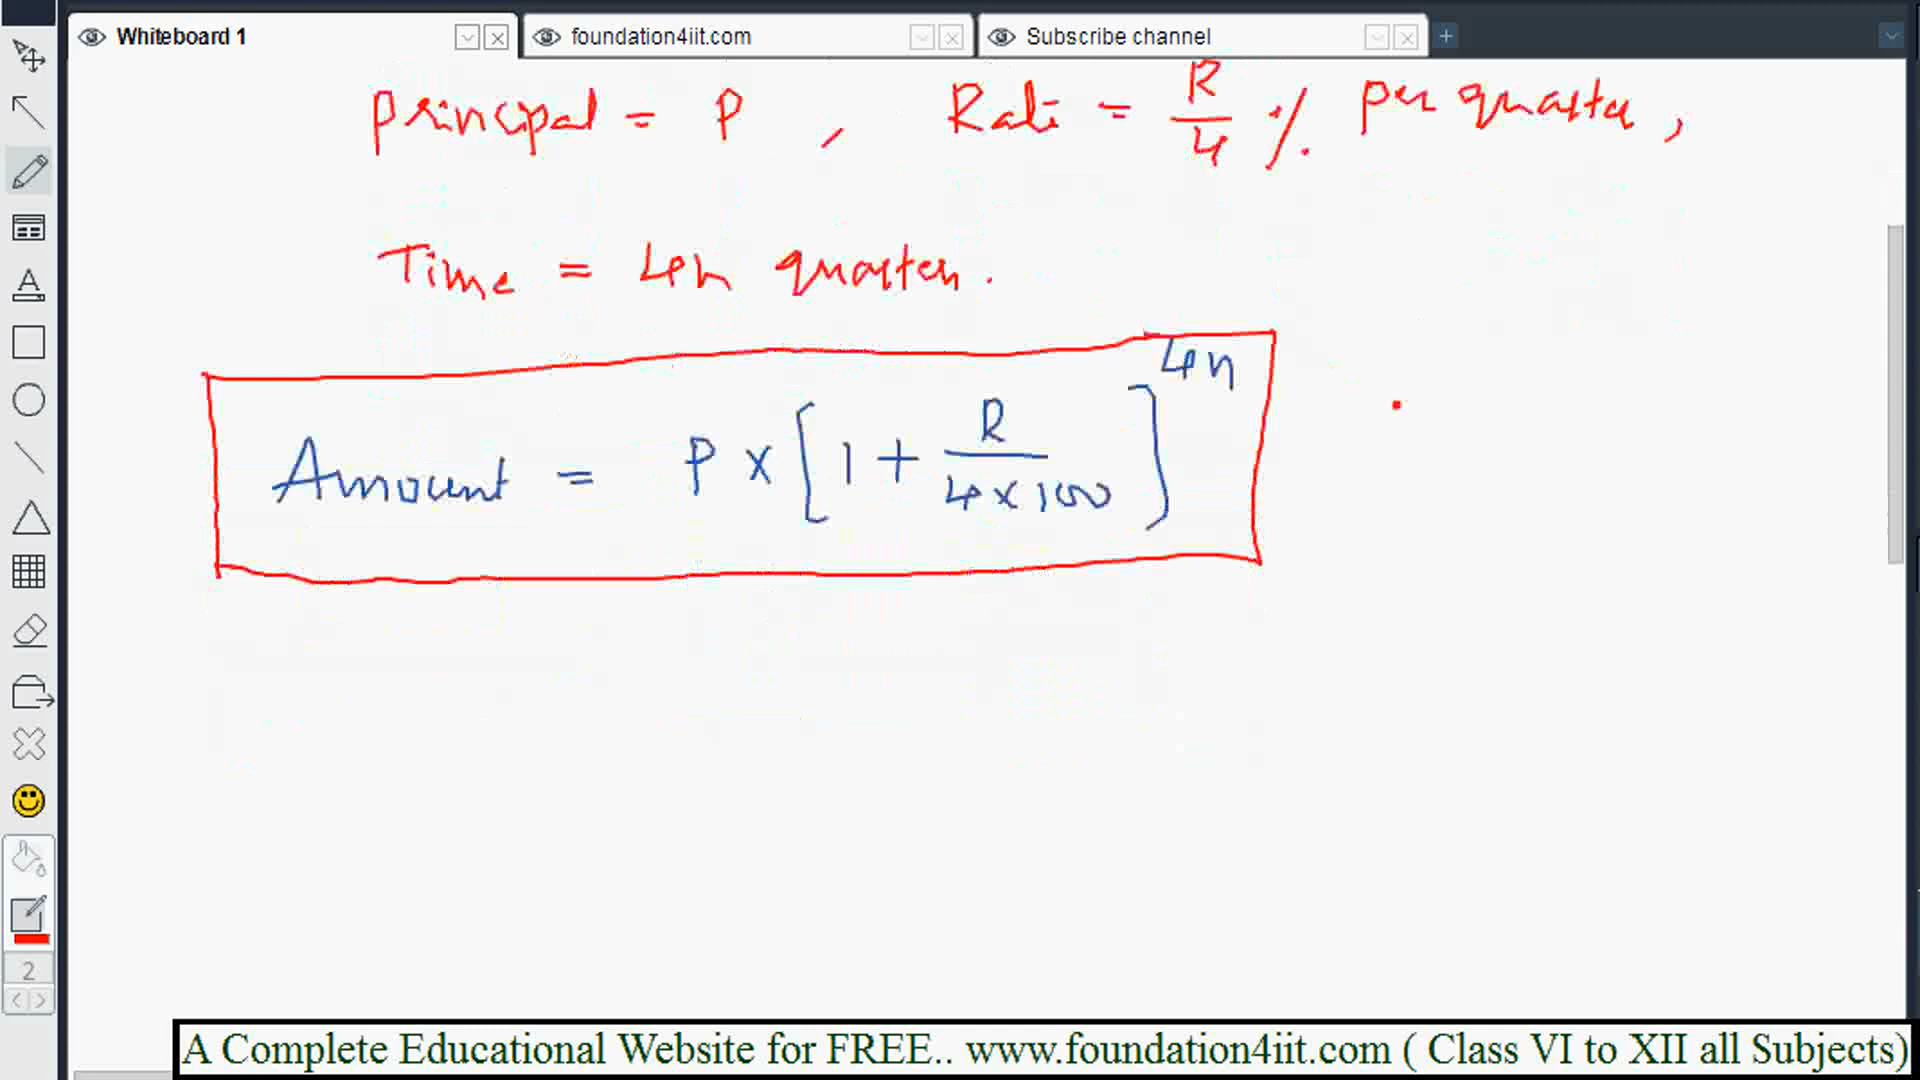 Whiteboard 1 foundation4iit.com Subscribe channel
Principal = P , Rate = R/4 % per quarter,
Time = 4n quarter.
Amount = P x [1 + R/(4 x 100)]^4n
2
A Complete Educational Website for FREE.. www.foundation4iit.com ( Class VI to XII all Subjects)